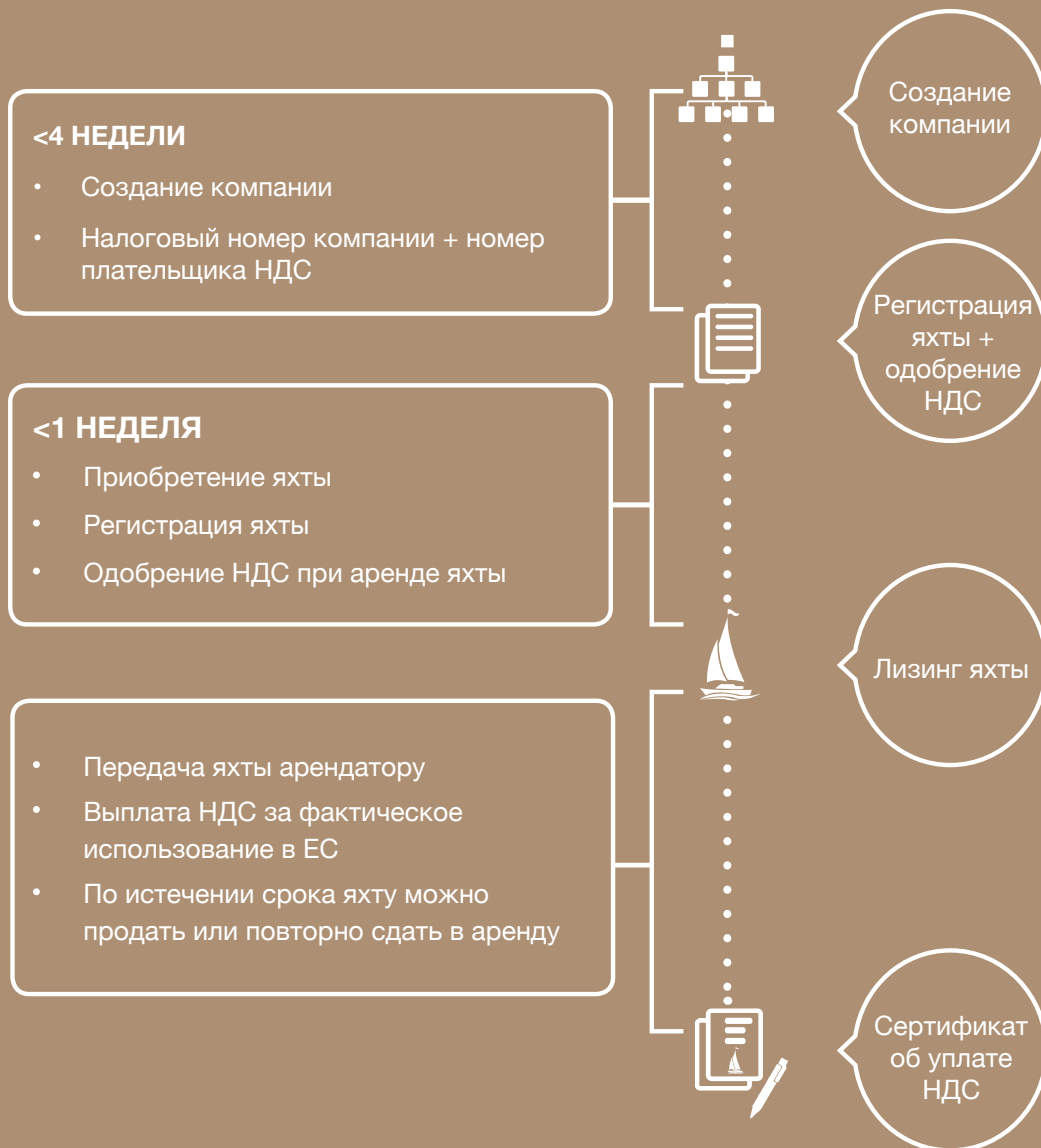 Создание
компании
<4 НЕДЕЛИ
• Создание компании
• Налоговый номер компании + номер
плательщика НДС
Регистрация
яхты +
одобрение
НДС
<1 НЕДЕЛЯ
• Приобретение яхты
• Регистрация яхты
• Одобрение НДС при аренде яхты
Лизинг яхты
• Передача яхты арендатору
• Выплата НДС за фактическое
использование в ЕС
• По истечении срока яхту можно
продать или повторно сдать в аренду
Сертификат
об уплате
НДС